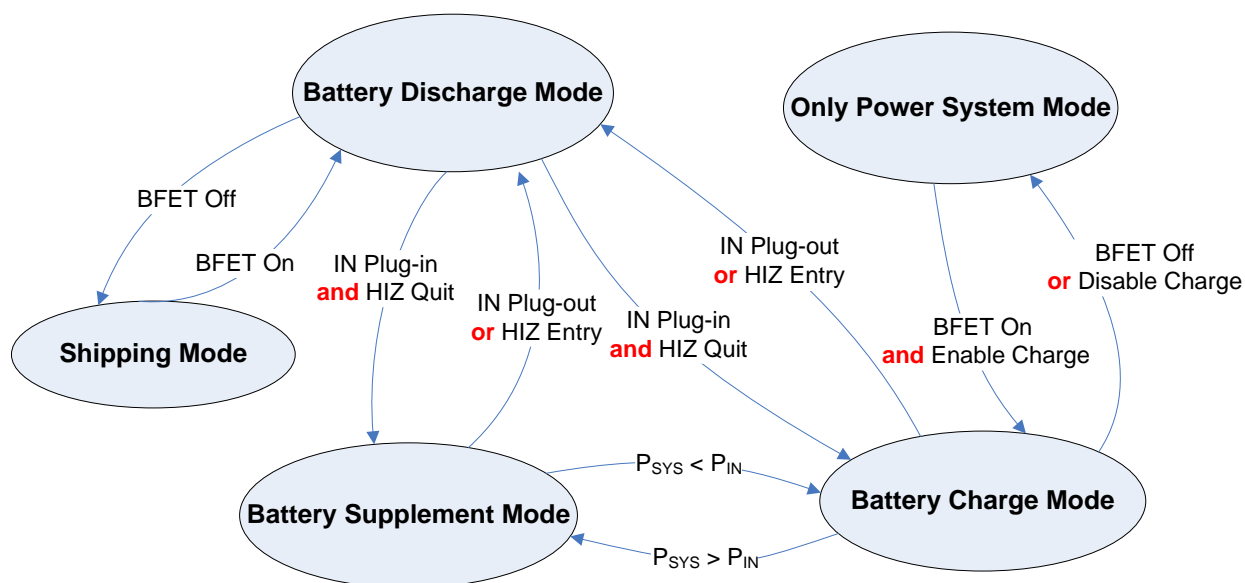 Battery Discharge Mode
Only Power System Mode
BFET Off
BFET On
IN Plug-in
and HIZ Quit
IN Plug-out
or HIZ Entry
IN Plug-in
and HIZ Quit
IN Plug-out
or HIZ Entry
BFET Off
or Disable Charge
BFET On
and Enable Charge
Shipping Mode
PSYS < PIN
Battery Supplement Mode
Battery Charge Mode
PSYS > PIN